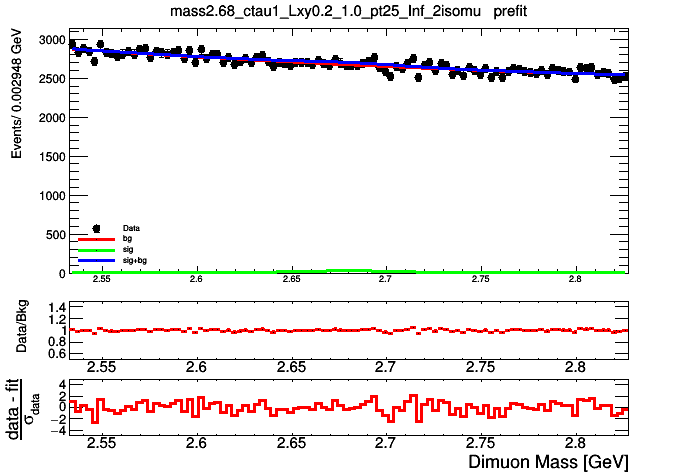 mass2.68_ctau1_Lxy0.2_1.0_pt25_Inf_2isomu prefit
Events/ 0.002948 GeV
3000
2500
2000
1500
1000
500
0
Data
bg
sig
sig+bg
2.55 2.6 2.65 2.7 2.75 2.8
Data/Bkg
1.4
1.2
1
0.8
0.6
2.55 2.6 2.65 2.7 2.75 2.8
data - fit
σdata
4
2
0
−2
−4
2.55 2.6 2.65 2.7 2.75 2.8
Dimuon Mass [GeV]